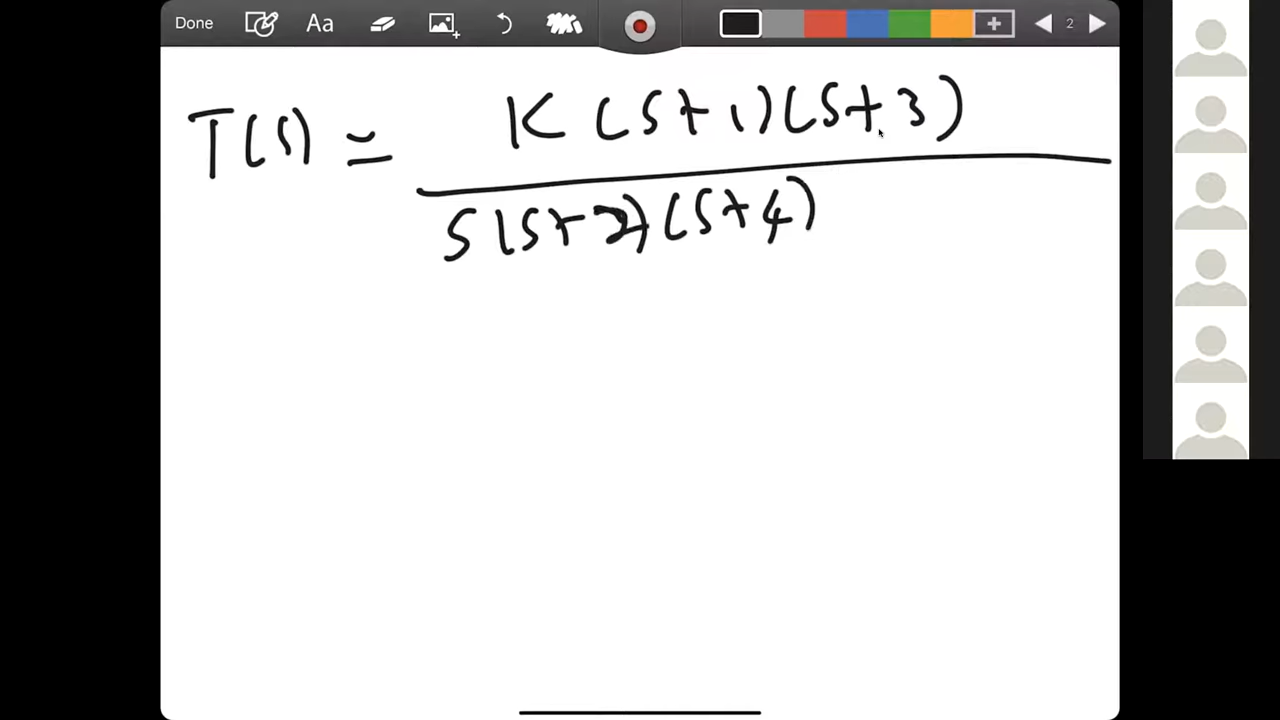 Done Aa 2
T(s) = K(s+1)(s+3)
s(s+2)(s+4)